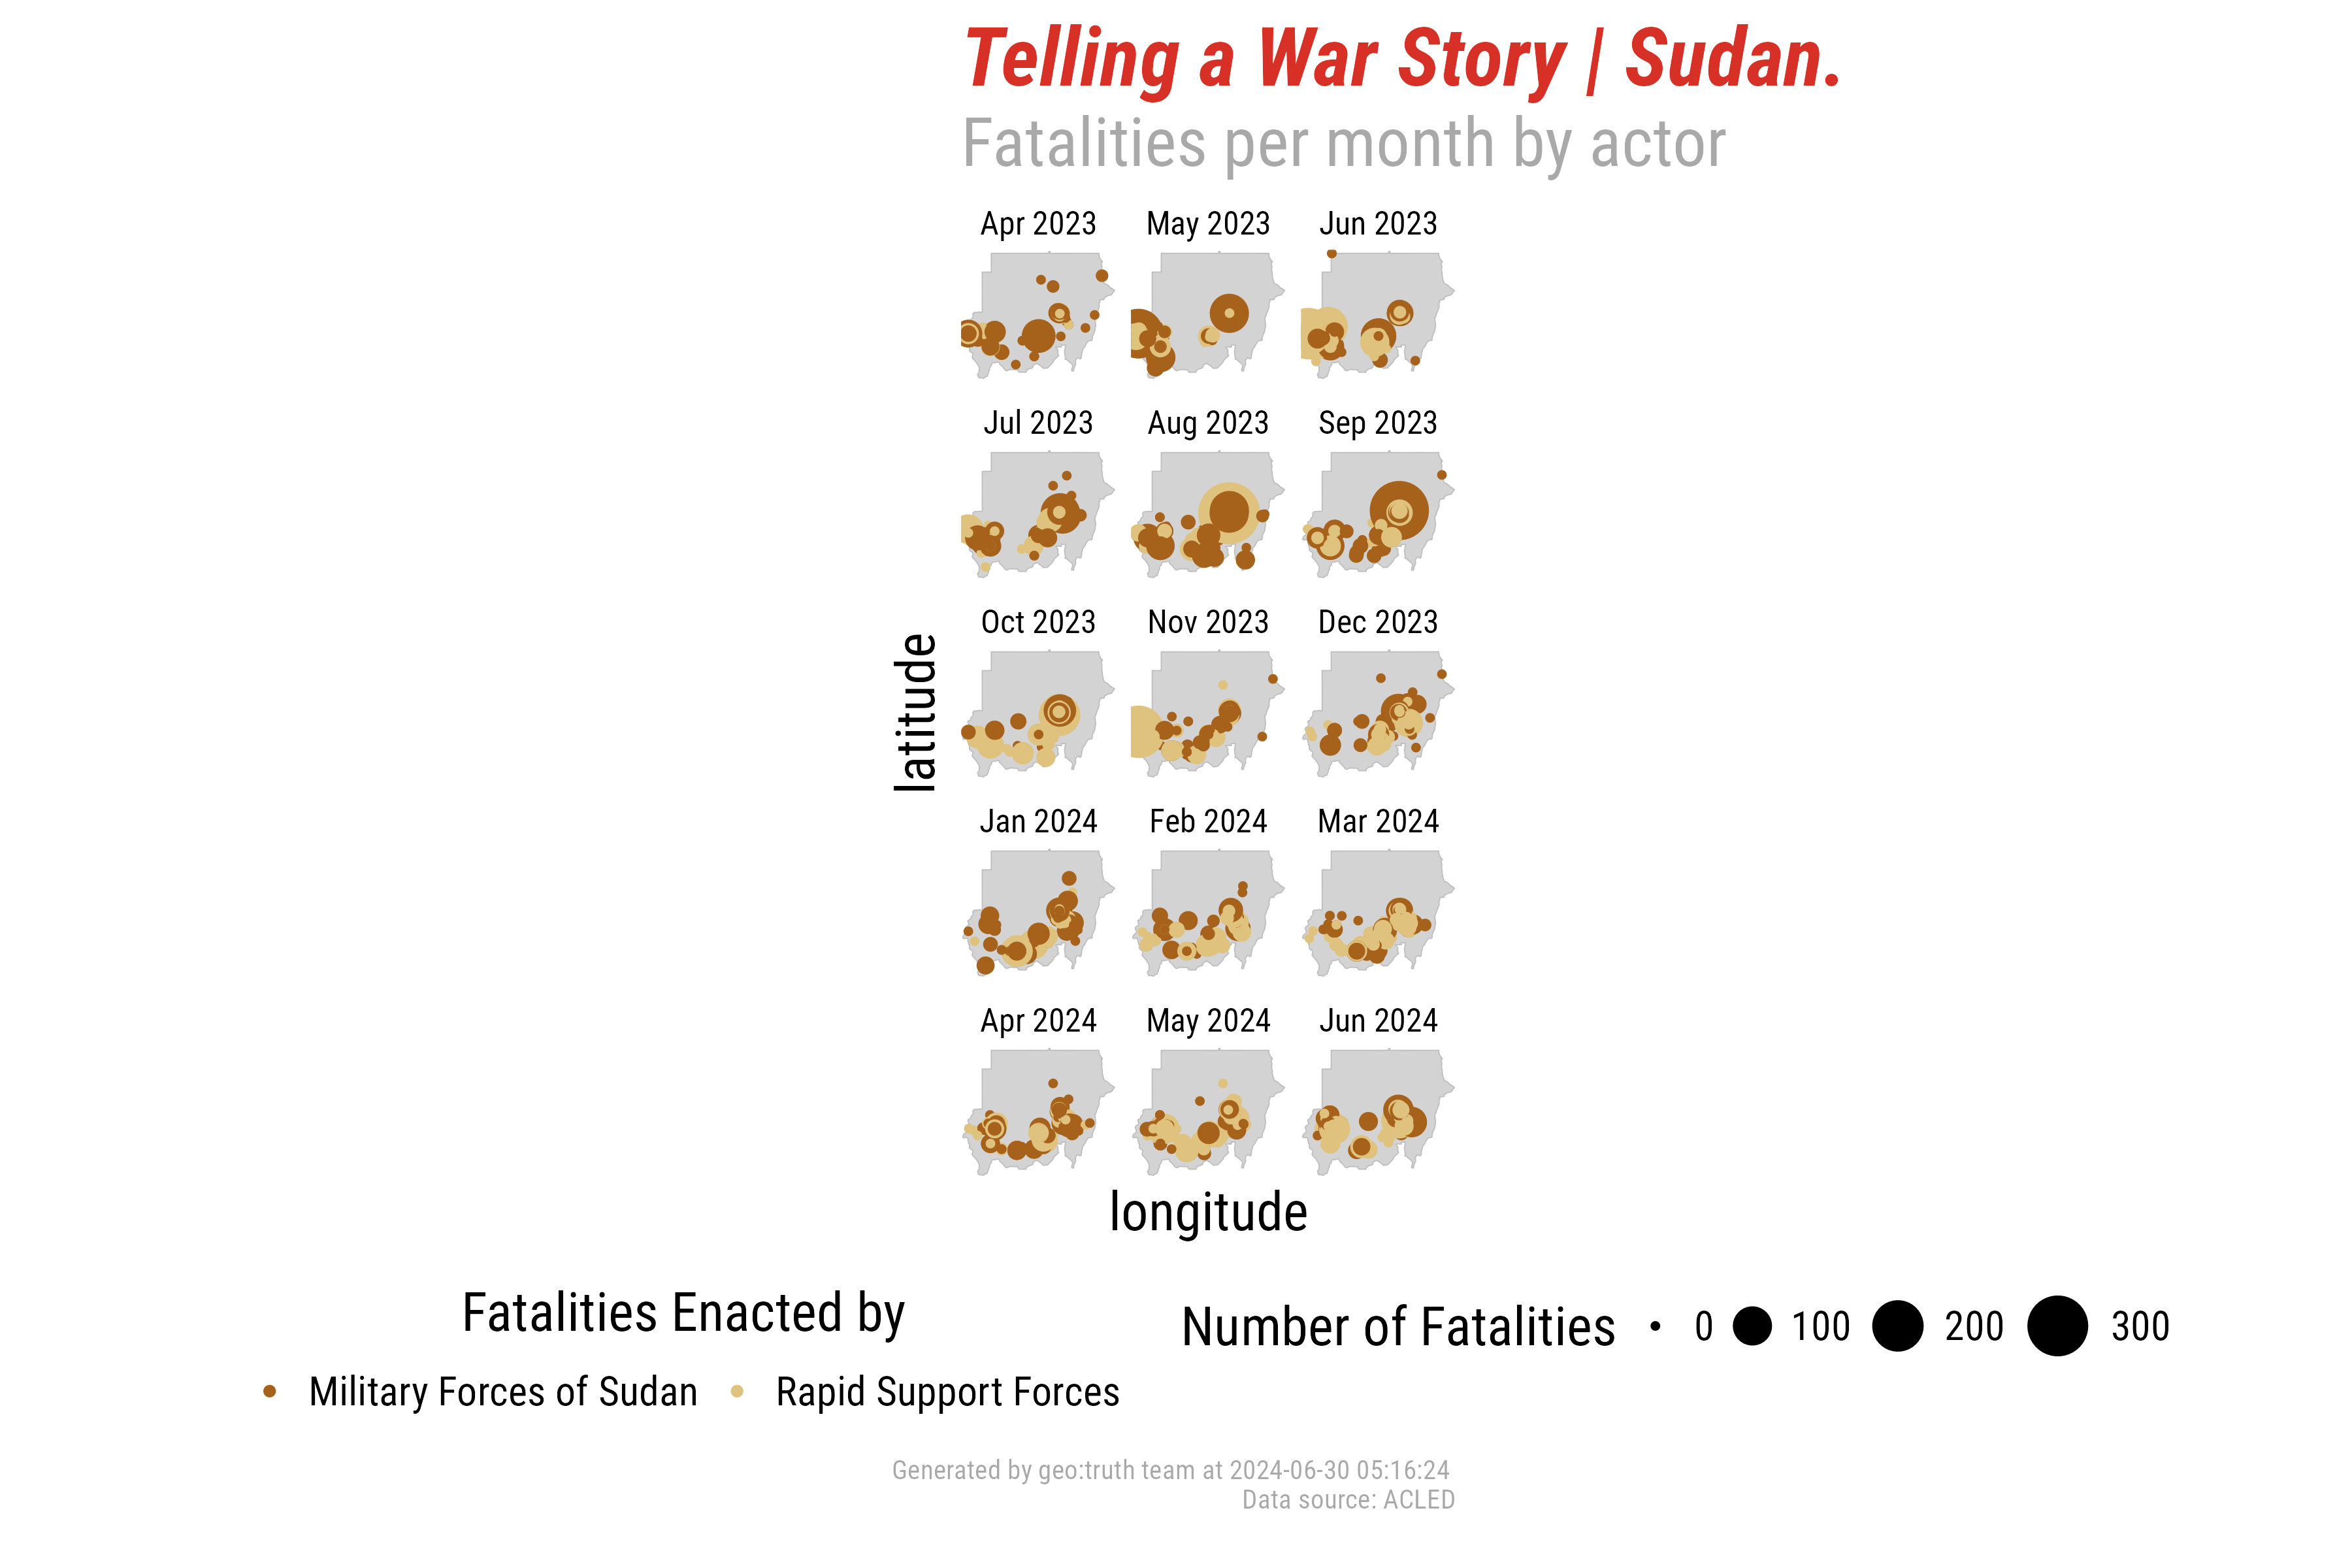 Telling a War Story | Sudan.
Fatalities per month by actor
Apr 2023 May 2023 Jun 2023
Jul 2023 Aug 2023 Sep 2023
Oct 2023 Nov 2023 Dec 2023
latitude
Jan 2024 Feb 2024 Mar 2024
Apr 2024 May 2024 Jun 2024
longitude
Fatalities Enacted by
Military Forces of Sudan Rapid Support Forces
Number of Fatalities 0 100 200 300
Generated by geo:truth team at 2024-06-30 05:16:24
Data source: ACLED